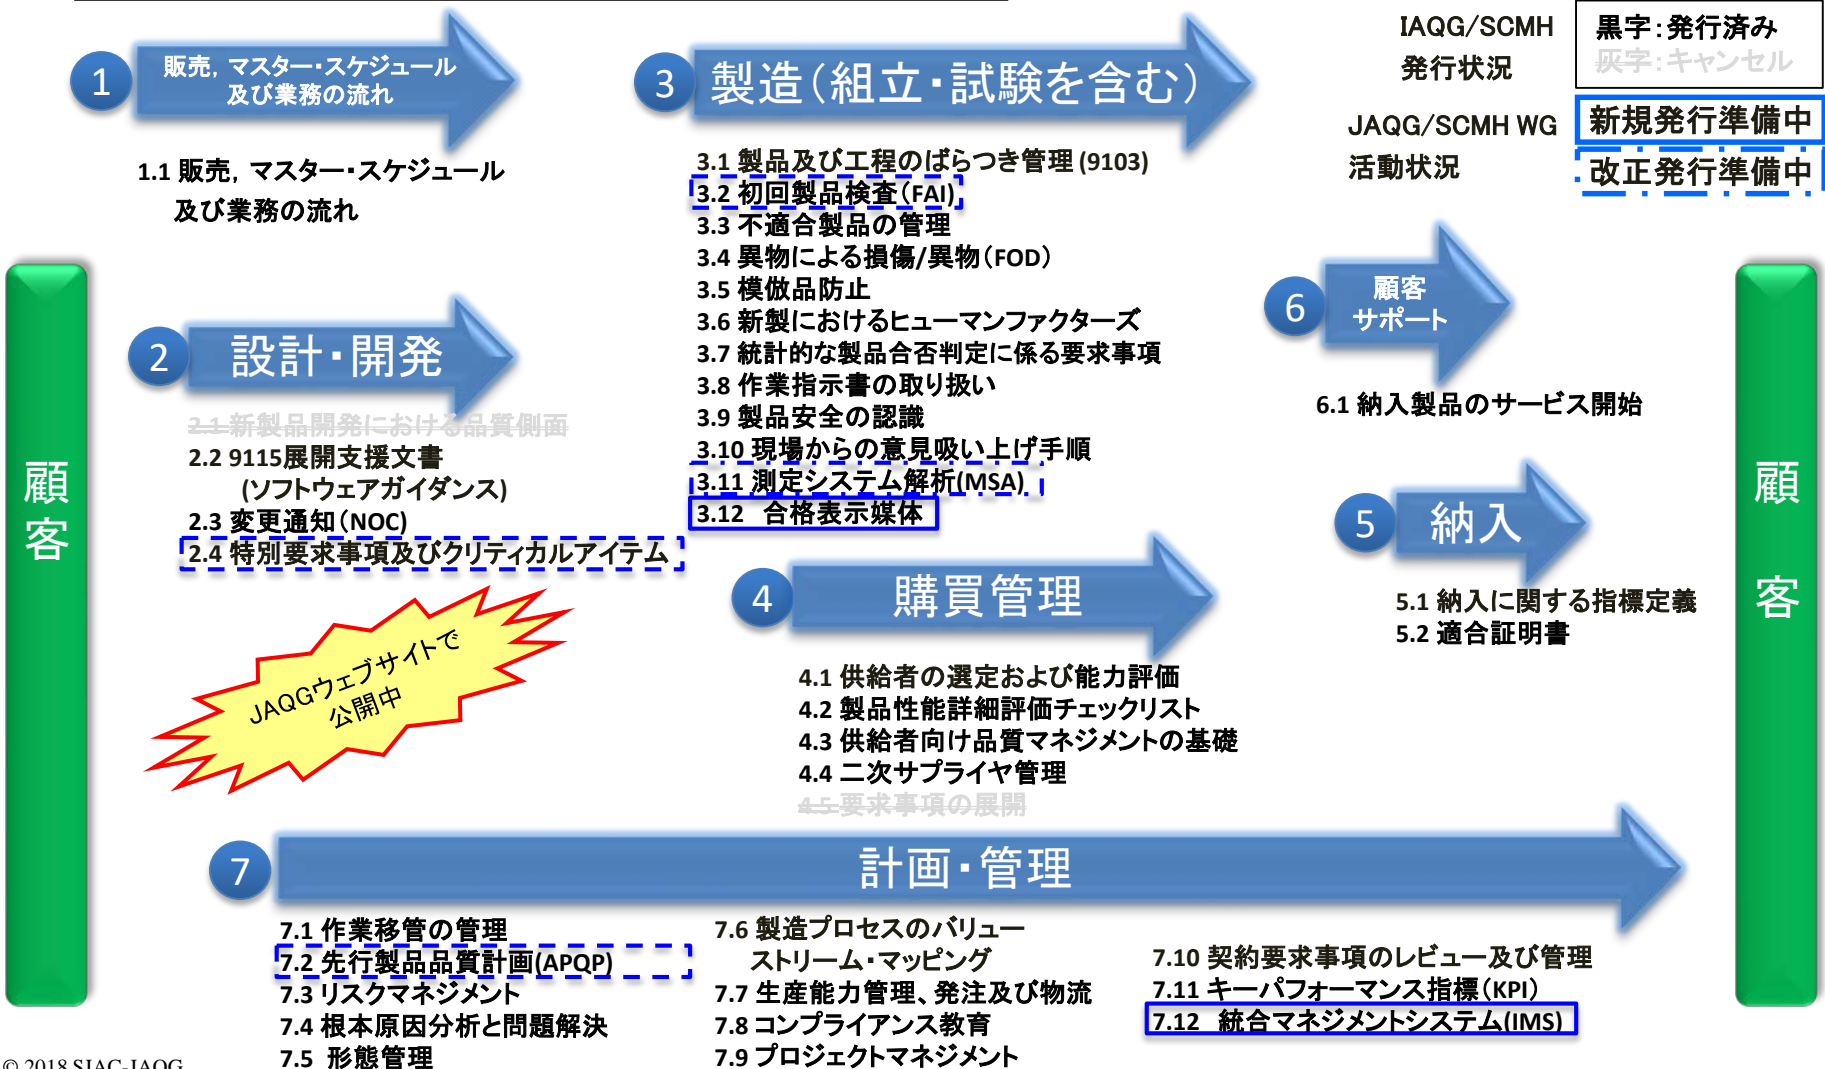 1
販売，マスター・スケジュール
及び業務の流れ
1.1 販売，マスター・スケジュール
及び業務の流れ
3
製造（組立・試験を含む）
3.1 製品及び工程のばらつき管理 (9103)
3.2 初回製品検査（FAI)
3.3 不適合製品の管理
3.4 異物による損傷/異物（FOD）
3.5 模倣品防止
3.6 新製におけるヒューマンファクターズ
3.7 統計的な製品合否判定に係る要求事項
3.8 作業指示書の取り扱い
3.9 製品安全の認識
3.10 現場からの意見吸い上げ手順
3.11 測定システム解析(MSA)
3.12 合格表示媒体
IAQG/SCMH
発行状況
黒字：発行済み
灰字：キャンセル
JAQG/SCMH WG
活動状況
新規発行準備中
改正発行準備中
顧客
2
設計・開発
2.1 新製品開発における品質側面
2.2 9115展開支援文書
(ソフトウェアガイダンス)
2.3 変更通知（NOC)
2.4 特別要求事項及びクリティカルアイテム
JAQGウェブサイトで
公開中
4
購買管理
4.1 供給者の選定および能力評価
4.2 製品性能詳細評価チェックリスト
4.3 供給者向け品質マネジメントの基礎
4.4 二次サプライヤ管理
4.5 要求事項の展開
6
顧客
サポート
6.1 納入製品のサービス開始
5
納入
5.1 納入に関する指標定義
5.2 適合証明書
顧客
7
計画・管理
7.1 作業移管の管理
7.2 先行製品品質計画(APQP)
7.3 リスクマネジメント
7.4 根本原因分析と問題解決
7.5 形態管理
7.6 製造プロセスのバリュー
ストリーム・マッピング
7.7 生産能力管理、発注及び物流
7.8 コンプライアンス教育
7.9 プロジェクトマネジメント
7.10 契約要求事項のレビュー及び管理
7.11 キーパフォーマンス指標（KPI）
7.12 統合マネジメントシステム(IMS)
© 2018 SJAC-JAQG